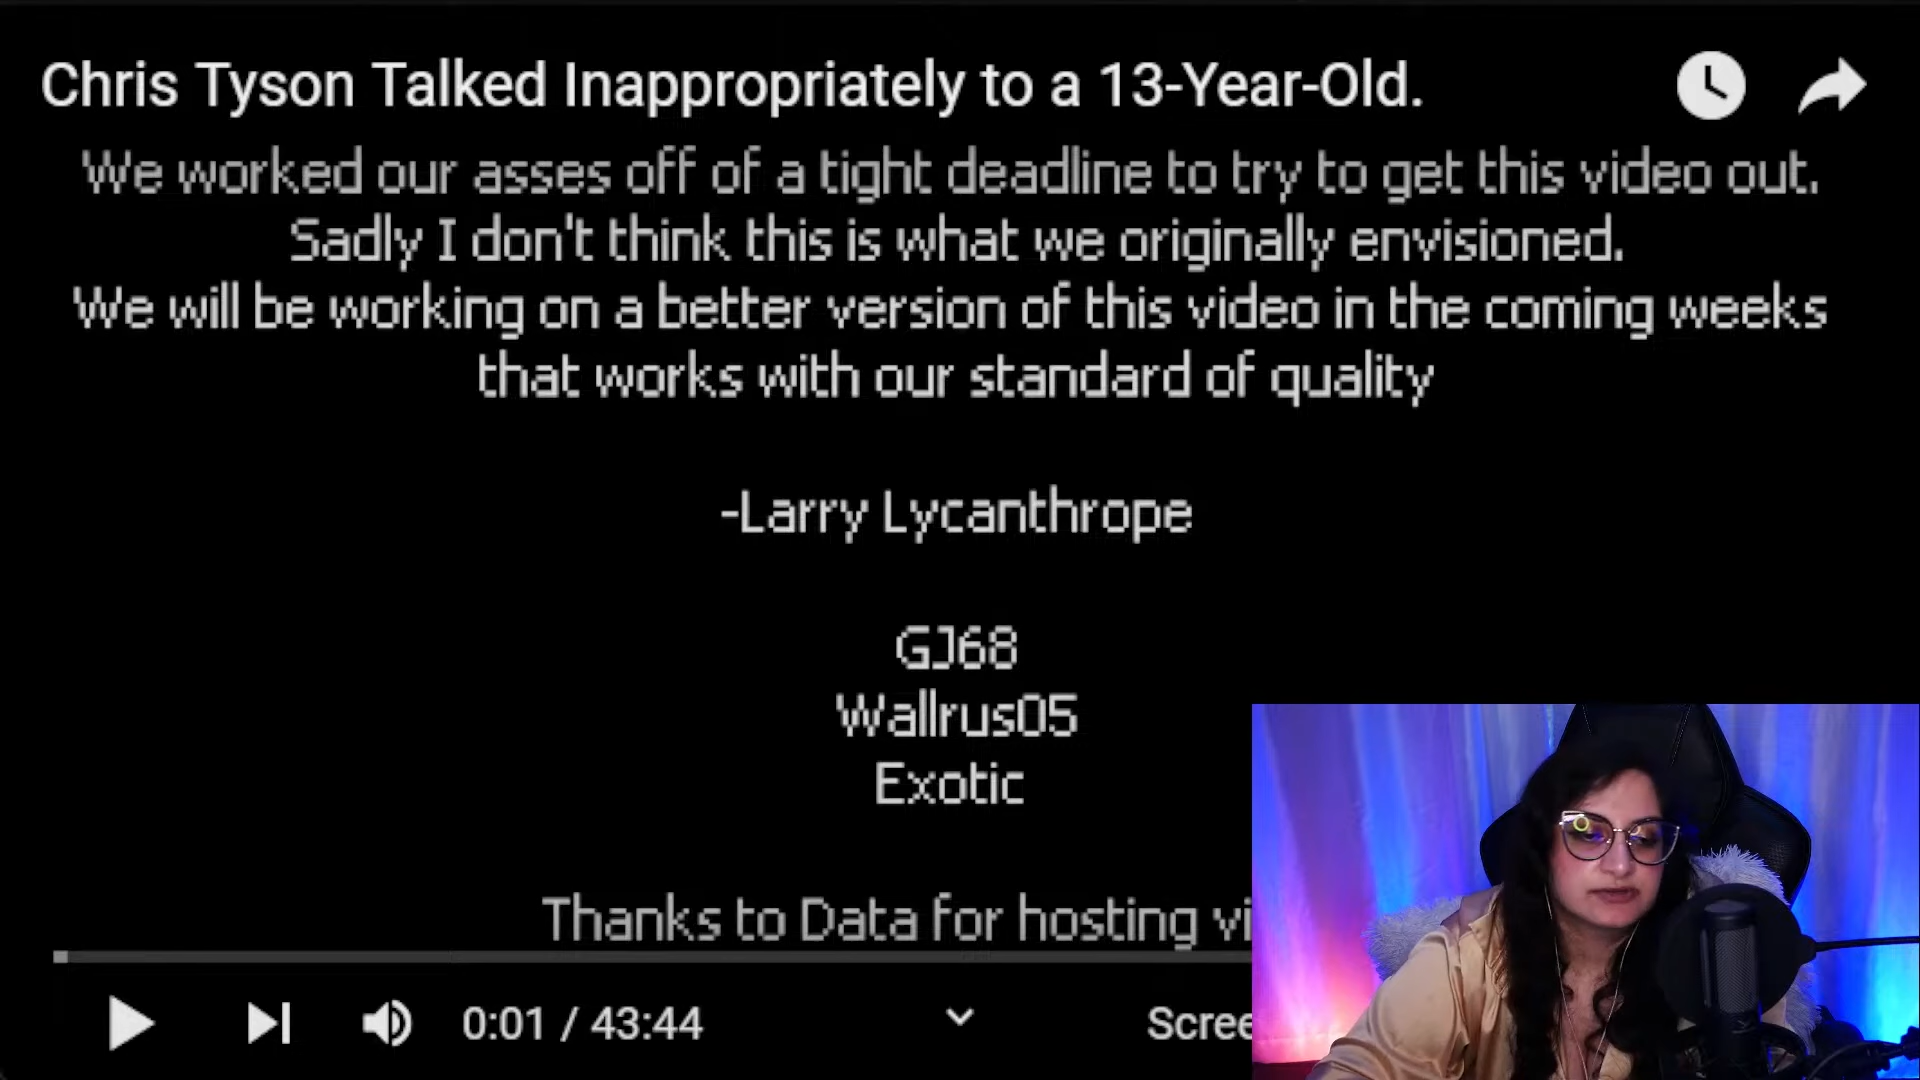 Chris Tyson Talked Inappropriately to a 13-Year-Old.
We worked our asses off of a tight deadline to try to get this video out.
Sadly I don't think this is what we originally envisioned.
We will be working on a better version of this video in the coming weeks
that works with our standard of quality
-Larry Lycanthrope
GJ68
Wallrus05
Exotic
Thanks to Data for hosting vi
0:01 / 43:44
Scree